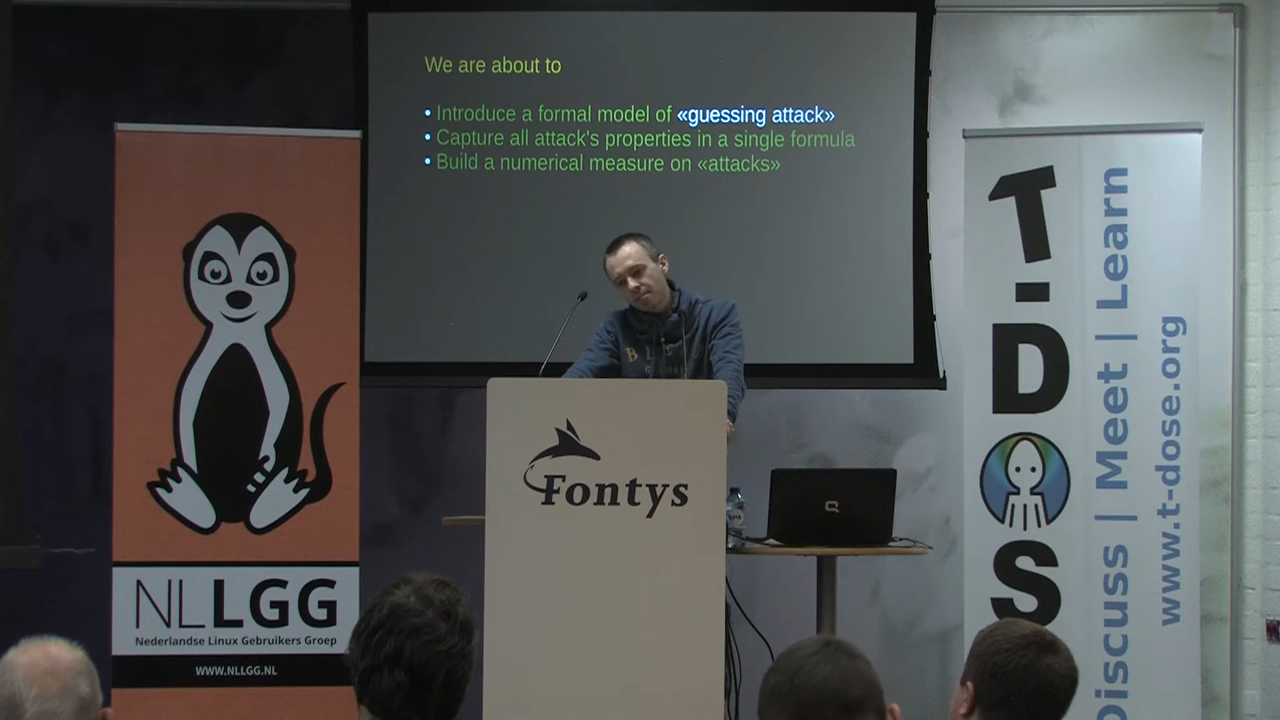 We are about to
• Introduce a formal model of «guessing attack»
• Capture all attack's properties in a single formula
• Build a numerical measure on «attacks»
NLLGG
Nederlandse Linux Gebruikers Groep
WWW.NLLGG.NL
Fontys
T-DOS
Discuss | Meet | Learn
www.t-dose.org